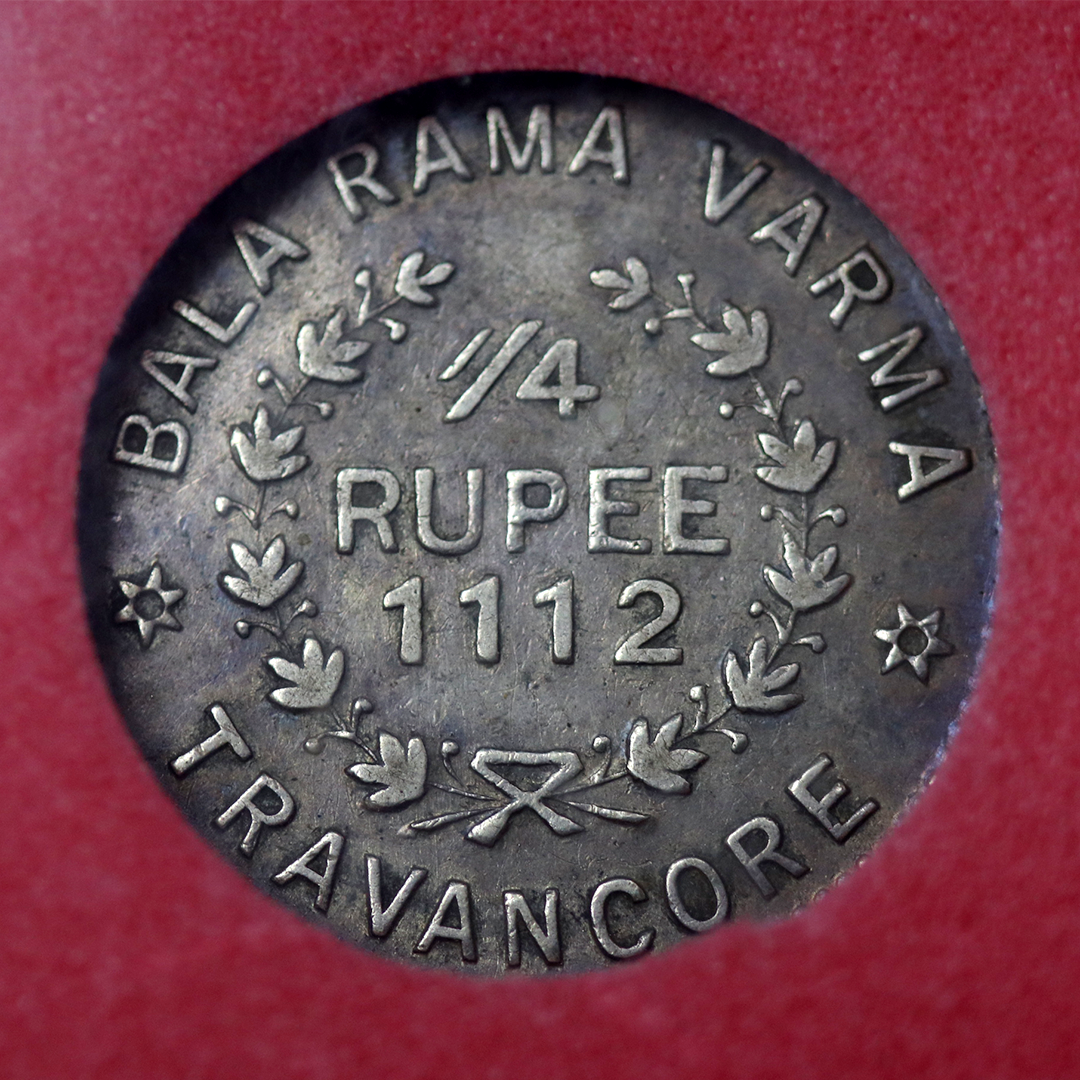 BALA RAMA VARMA
1/4
RUPEE
1112
TRAVANCORE